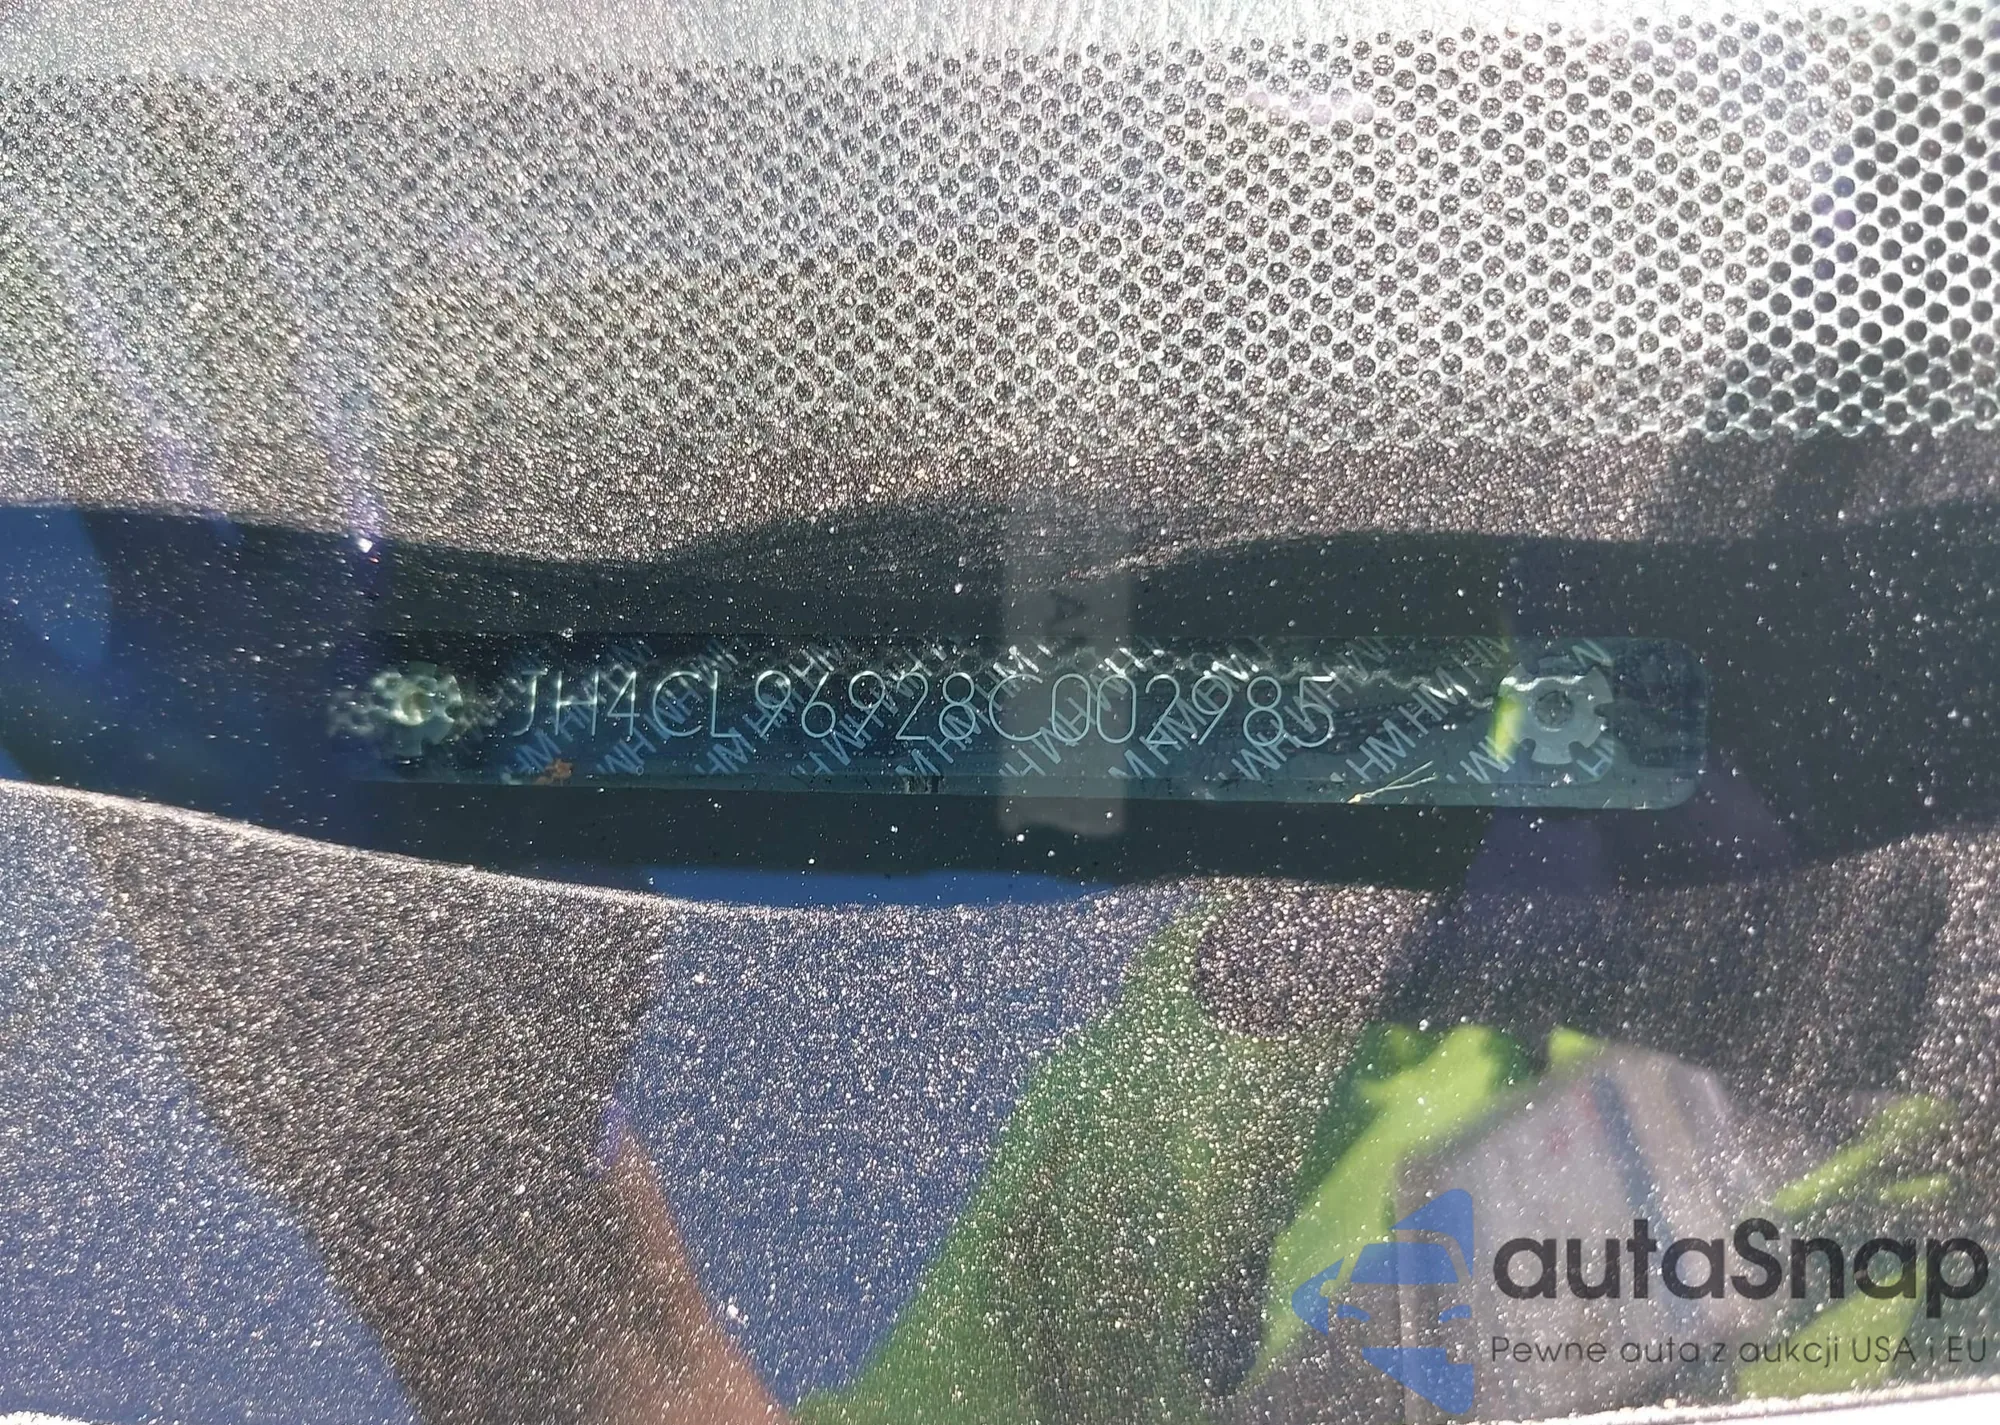 JH4CL96928C002985
autaSnap
Pewne auta z aukcji USA i EU